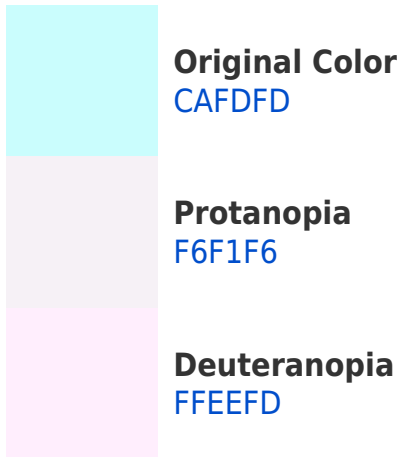 Original Color
CAFDFD
Protanopia
F6F1F6
Deuteranopia
FFEEFD